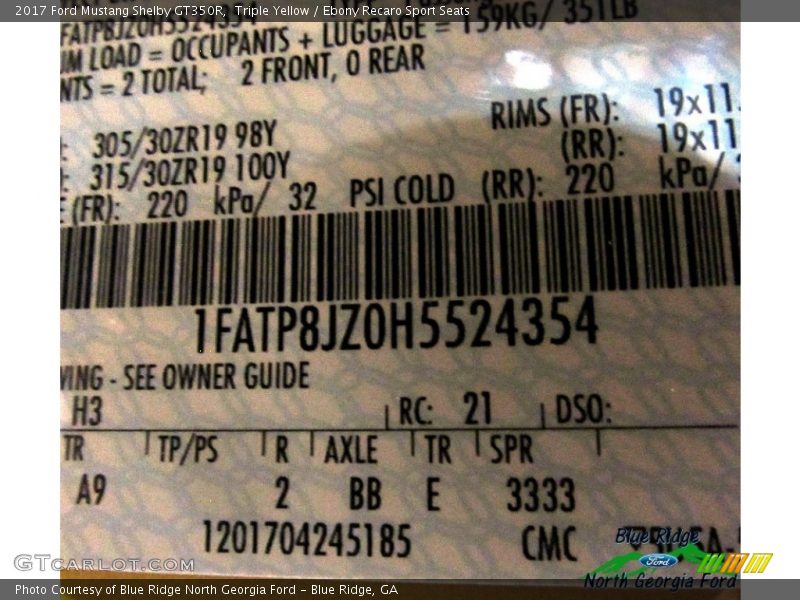 2017 Ford Mustang Shelby GT350R, Triple Yellow / Ebony Recaro Sport Seats
LOAD = OCCUPANTS + LUGGAGE = 159KG/ 351LB
= 2 TOTAL; 2 FRONT, 0 REAR
RIMS (FR): 19x11.
305/30ZR19 98Y (RR): 19x11
315/30ZR19 100Y
(FR): 220 kPa/ 32 PSI COLD (RR): 220 kPa/
1FATP8JZ0H5524354
- SEE OWNER GUIDE
H3 RC: 21 DSO:
TR TP/PS R AXLE TR SPR
A9 2 BB E 3333
1201704245185 CMC
Blue Ridge
Ford
North Georgia Ford
GTCARLOT.COM
Photo Courtesy of Blue Ridge North Georgia Ford – Blue Ridge, GA